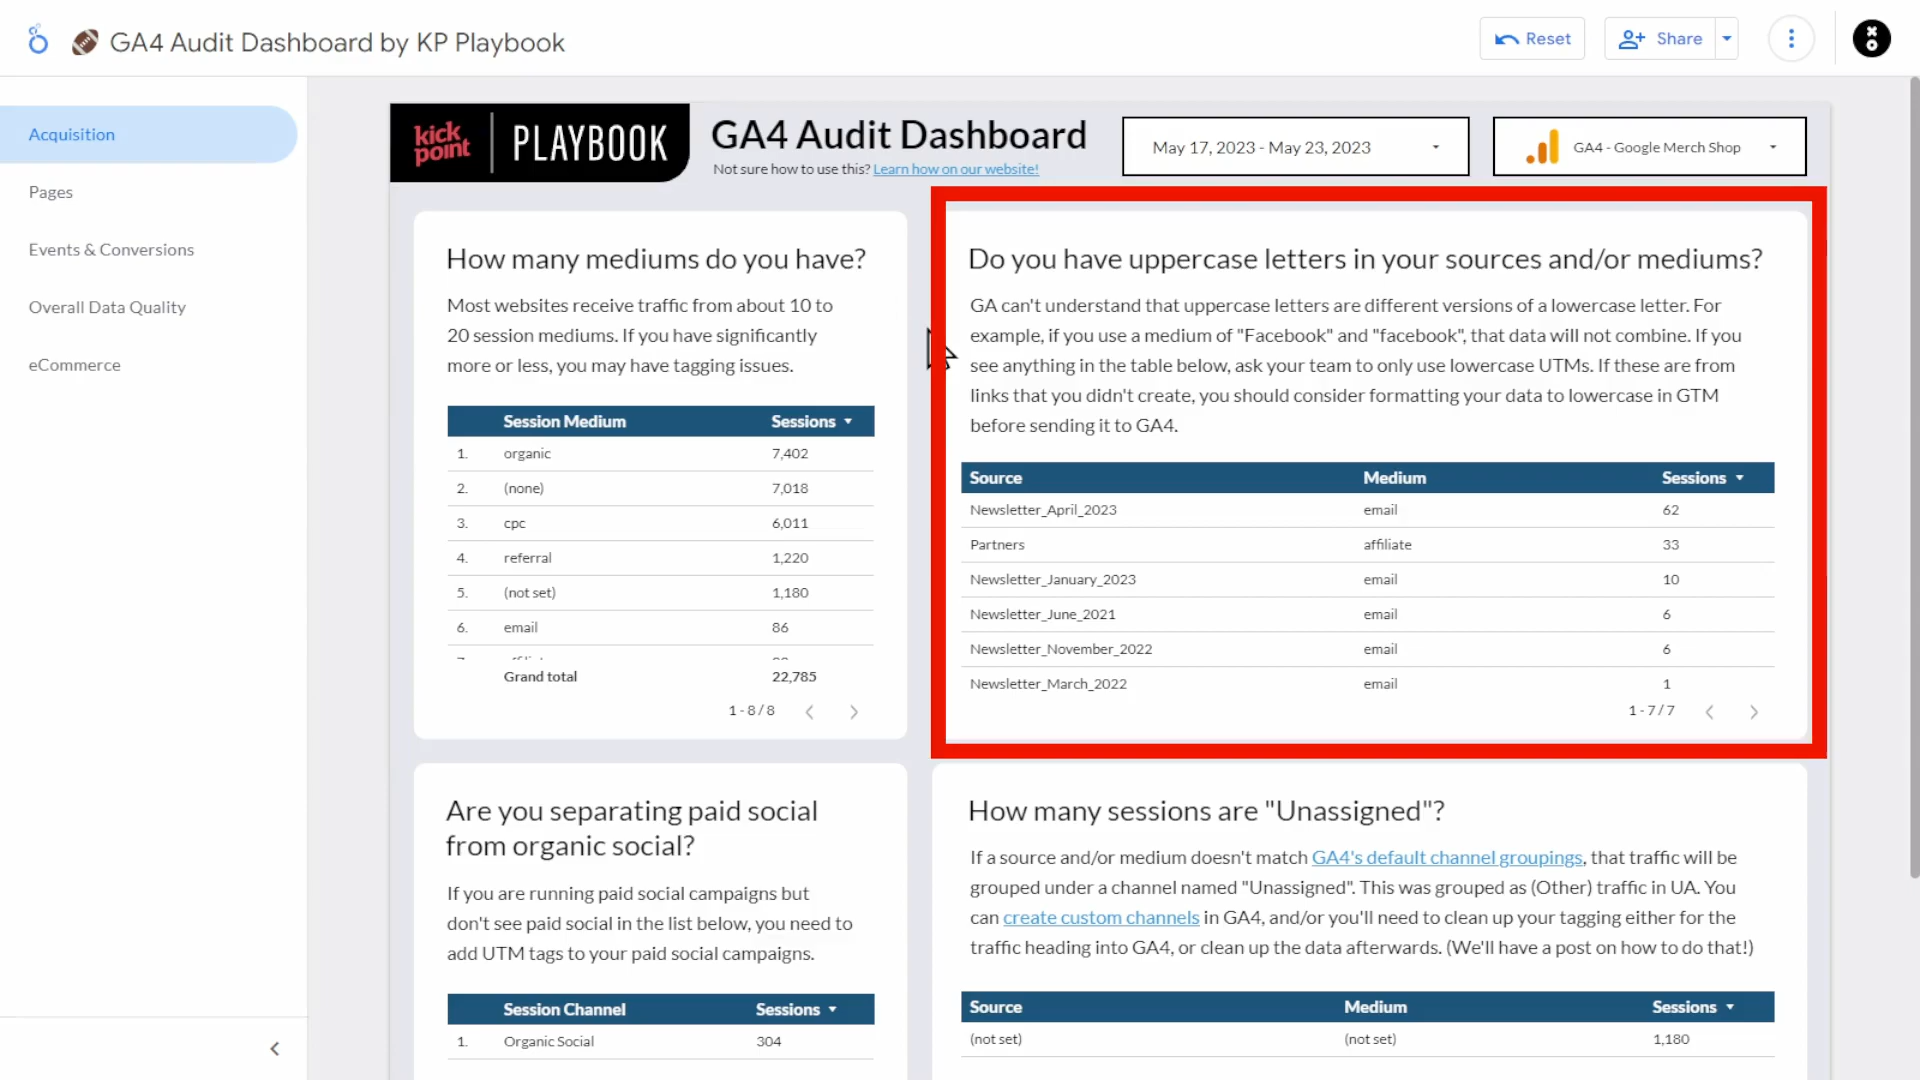 GA4 Audit Dashboard by KP Playbook
Reset
Share
Acquisition
Pages
Events & Conversions
Overall Data Quality
eCommerce
kick point
PLAYBOOK
GA4 Audit Dashboard
Not sure how to use this? Learn how on our website!
May 17, 2023 - May 23, 2023
GA4 - Google Merch Shop
How many mediums do you have?
Most websites receive traffic from about 10 to
20 session mediums. If you have significantly
more or less, you may have tagging issues.
Session Medium Sessions
1. organic 7,402
2. (none) 7,018
3. cpc 6,011
4. referral 1,220
5. (not set) 1,180
6. email 86
Grand total 22,785
1 - 8 / 8
Do you have uppercase letters in your sources and/or mediums?
GA can't understand that uppercase letters are different versions of a lowercase letter. For
example, if you use a medium of "Facebook" and "facebook", that data will not combine. If you
see anything in the table below, ask your team to only use lowercase UTMs. If these are from
links that you didn't create, you should consider formatting your data to lowercase in GTM
before sending it to GA4.
Source Medium Sessions
Newsletter_April_2023 email 62
Partners affiliate 33
Newsletter_January_2023 email 10
Newsletter_June_2021 email 6
Newsletter_November_2022 email 6
Newsletter_March_2022 email 1
1 - 7 / 7
Are you separating paid social
from organic social?
If you are running paid social campaigns but
don't see paid social in the list below, you need to
add UTM tags to your paid social campaigns.
Session Channel Sessions
1. Organic Social 304
How many sessions are "Unassigned"?
If a source and/or medium doesn't match GA4's default channel groupings, that traffic will be
grouped under a channel named "Unassigned". This was grouped as (Other) traffic in UA. You
can create custom channels in GA4, and/or you'll need to clean up your tagging either for the
traffic heading into GA4, or clean up the data afterwards. (We'll have a post on how to do that!)
Source Medium Sessions
(not set) (not set) 1,180